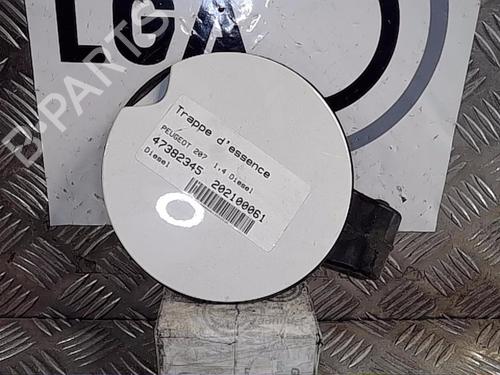 LGA
B-PARTS
Trappe d'essence
PEUGEOT 207 1.4 Diesel
47382345 202100061
Diesel